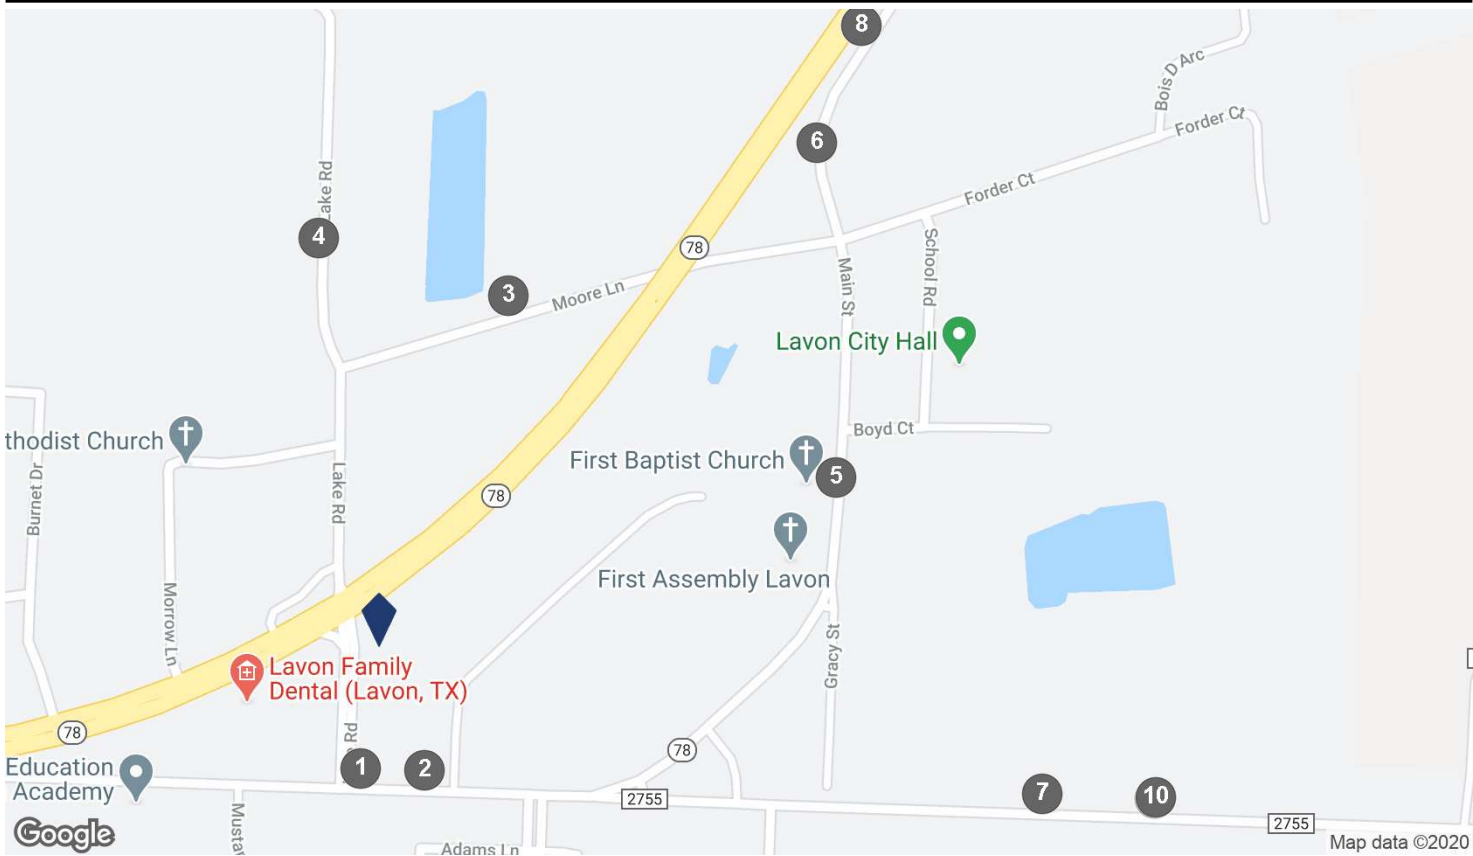 8
Bois D Arc
Forder Ct
6
Lake Rd
Forder Ct
4
78
School Rd
Main St
3
Moore Ln
Lavon City Hall
thodist Church
Boyd Ct
Burnet Dr
First Baptist Church
5
Lake Rd
78
First Assembly Lavon
Morrow Ln
Gracy St
Lavon Family
Dental (Lavon, TX)
78
Rd
78
1
2
Education
Academy
7
10
2755
2755
Musta
Adams Ln
Google
Map data ©2020